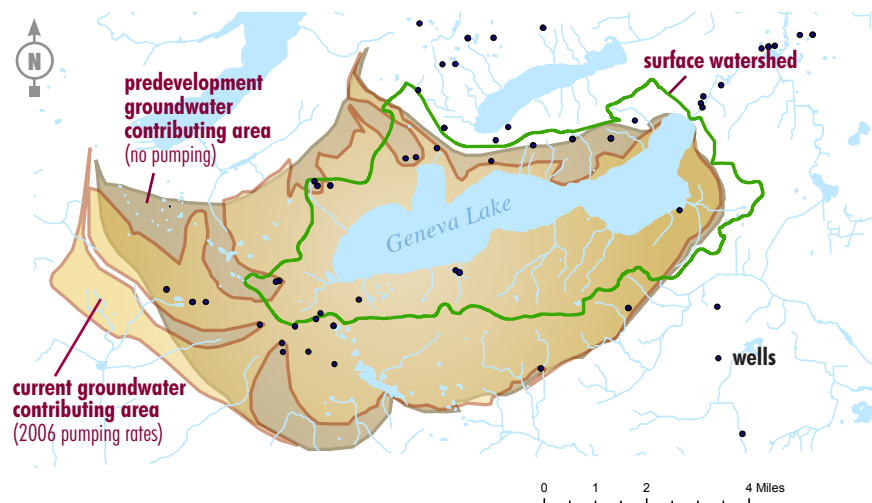 N
predevelopment
groundwater
contributing area
(no pumping)
surface watershed
Geneva Lake
wells
current groundwater
contributing area
(2006 pumping rates)
0 1 2 4 Miles